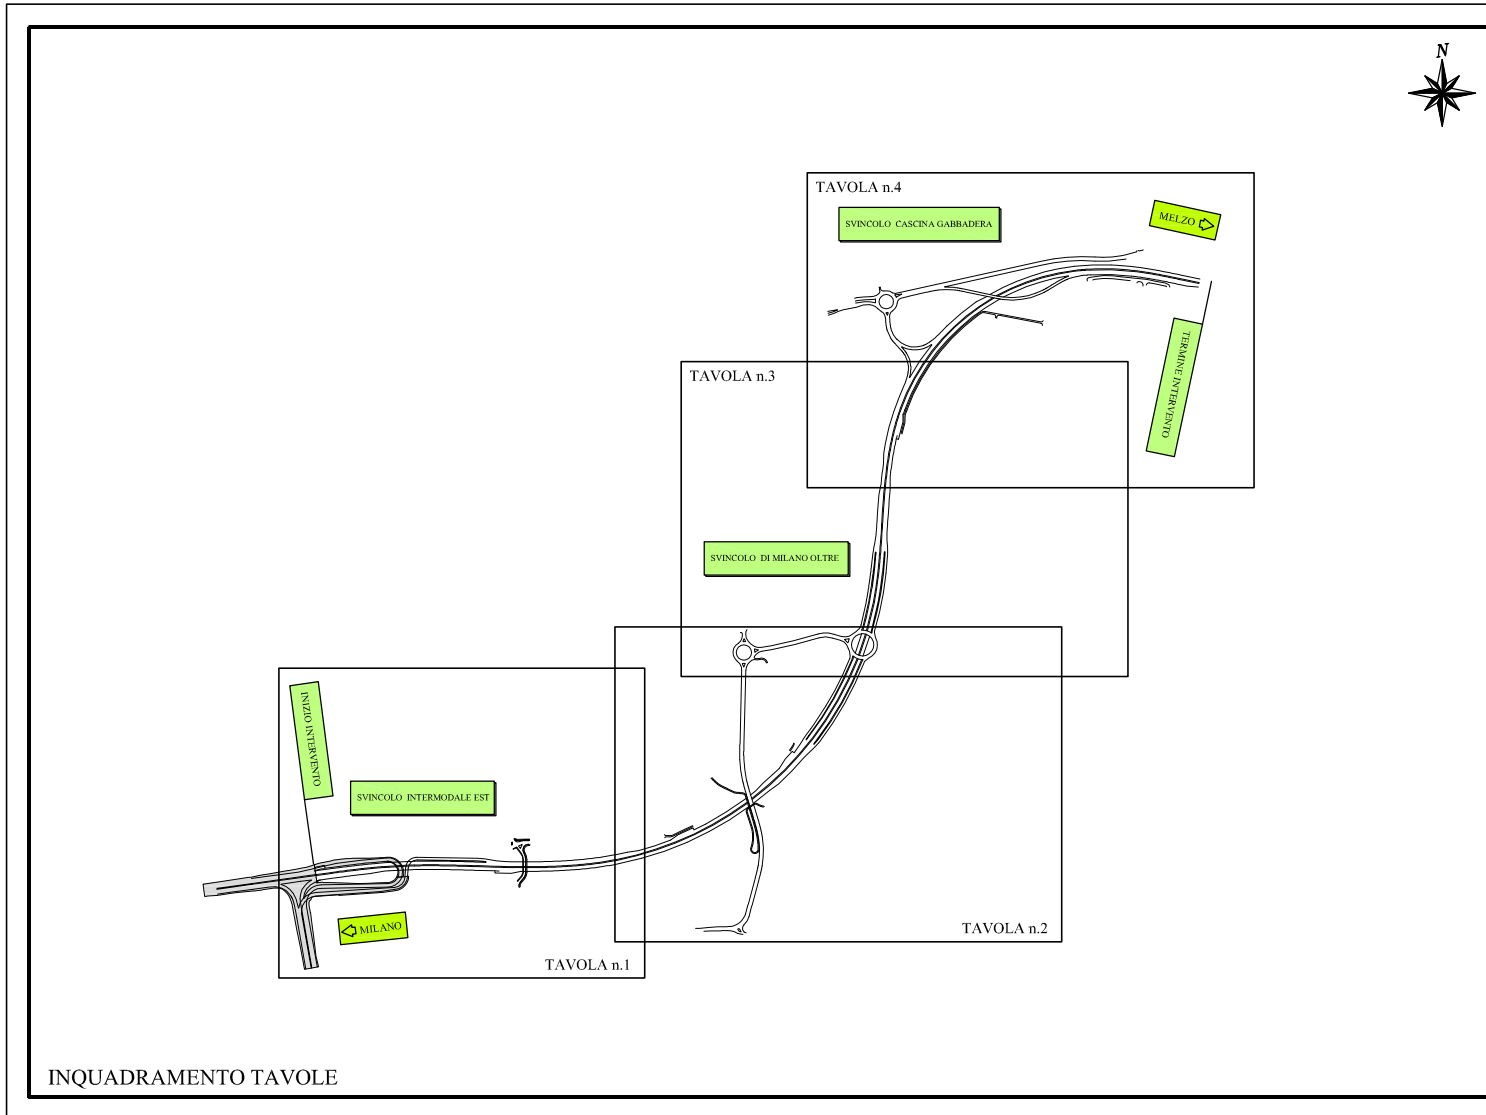 N
TAVOLA n.4
SVINCOLO CASCINA GABBADERA
MELZO
TERMINE INTERVENTO
TAVOLA n.3
SVINCOLO DI MILANO OLTRE
INIZIO INTERVENTO
SVINCOLO INTERMODALE EST
MILANO
TAVOLA n.2
TAVOLA n.1
INQUADRAMENTO TAVOLE